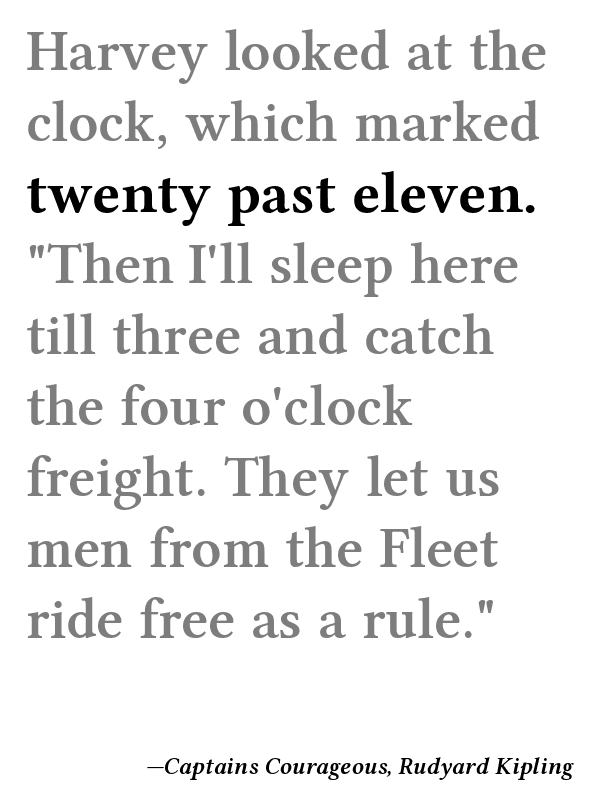 Harvey looked at the
clock, which marked
twenty past eleven.
"Then I'll sleep here
till three and catch
the four o'clock
freight. They let us
men from the Fleet
ride free as a rule."
—Captains Courageous, Rudyard Kipling